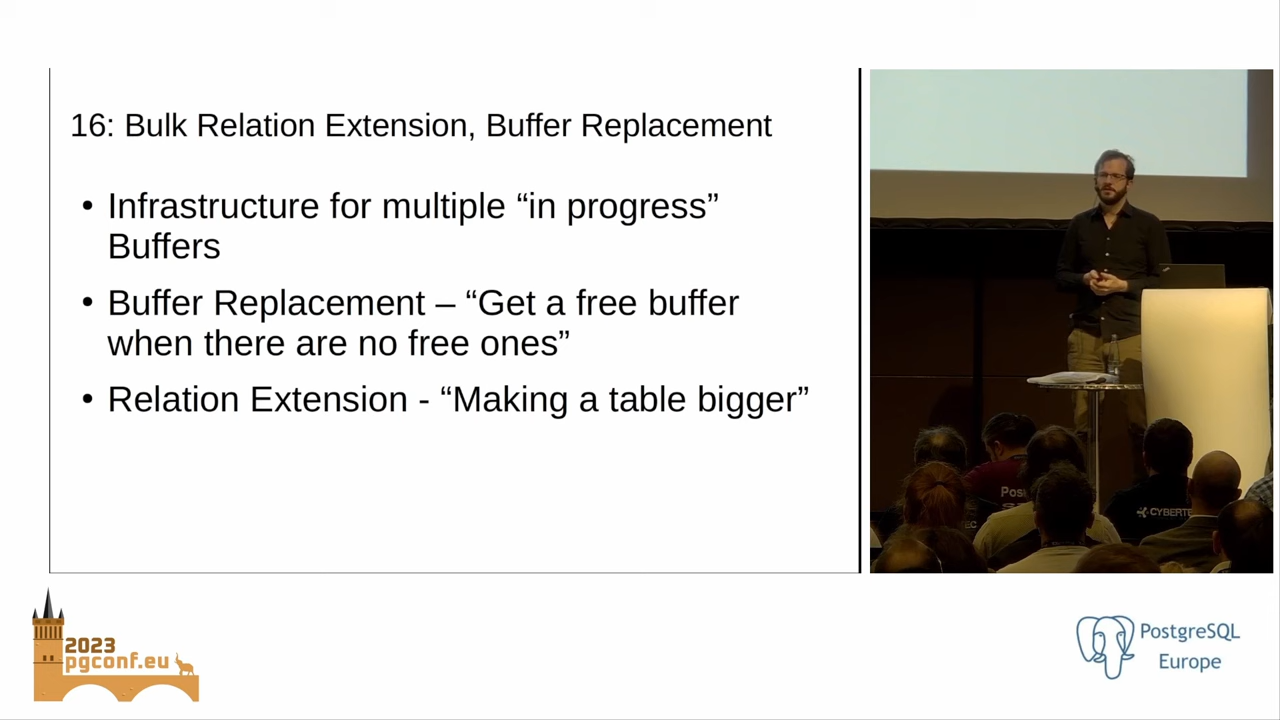 16: Bulk Relation Extension, Buffer Replacement
• Infrastructure for multiple “in progress”
Buffers
• Buffer Replacement – “Get a free buffer
when there are no free ones”
• Relation Extension - “Making a table bigger”
2023
pgconf.eu
PostgreSQL
Europe